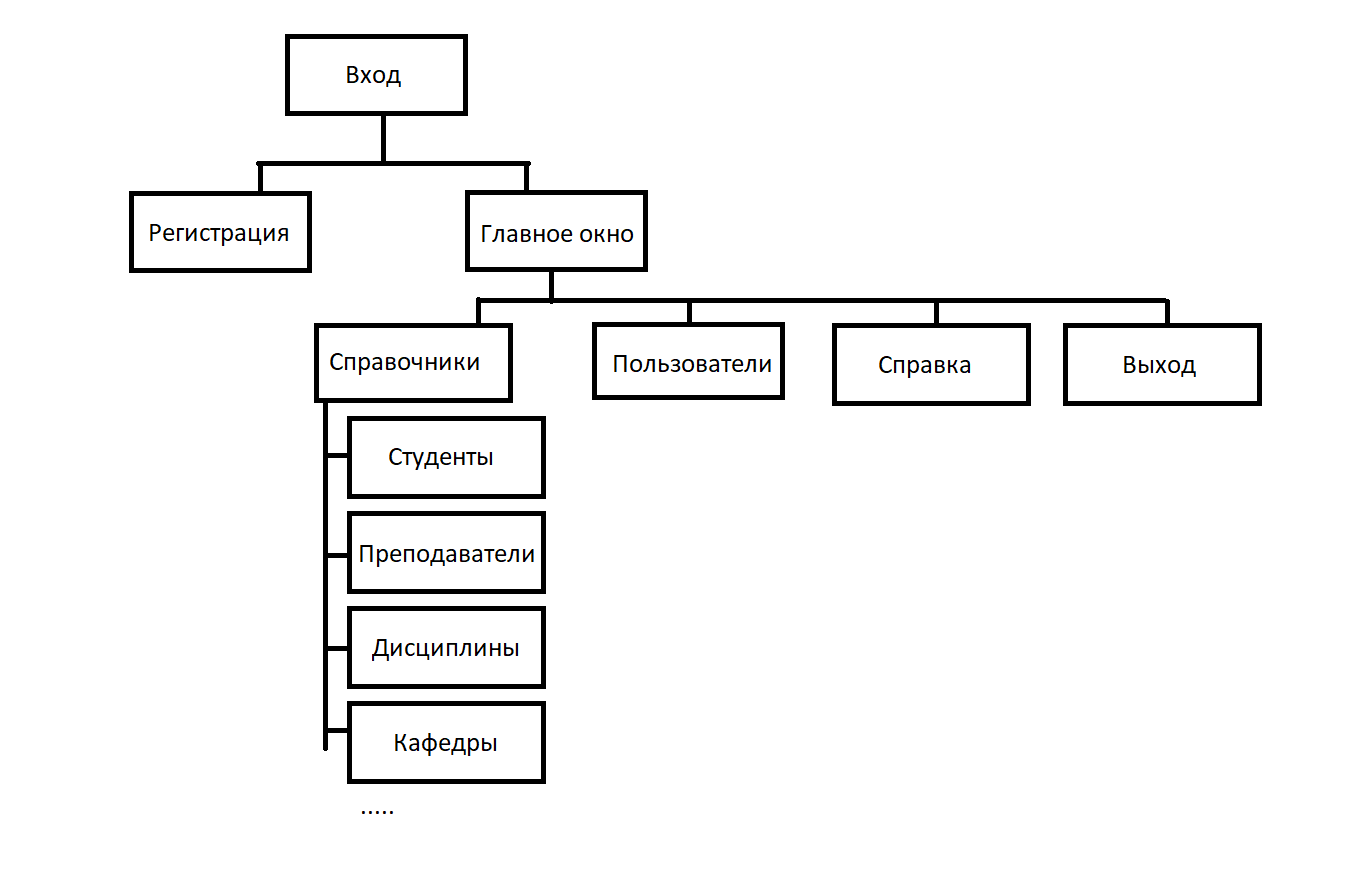 Вход
Регистрация
Главное окно
Справочники
Пользователи
Справка
Выход
Студенты
Преподаватели
Дисциплины
Кафедры
.....